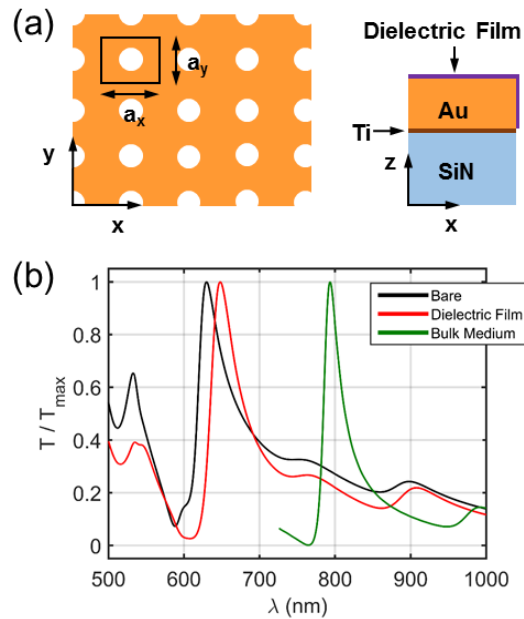 (a)
Dielectric Film
a_y
a_x
Au
Ti
SiN
y
x
z
x
(b)
Bare
Dielectric Film
Bulk Medium
T / T_max
1
0.8
0.6
0.4
0.2
0
500 600 700 800 900 1000
λ (nm)